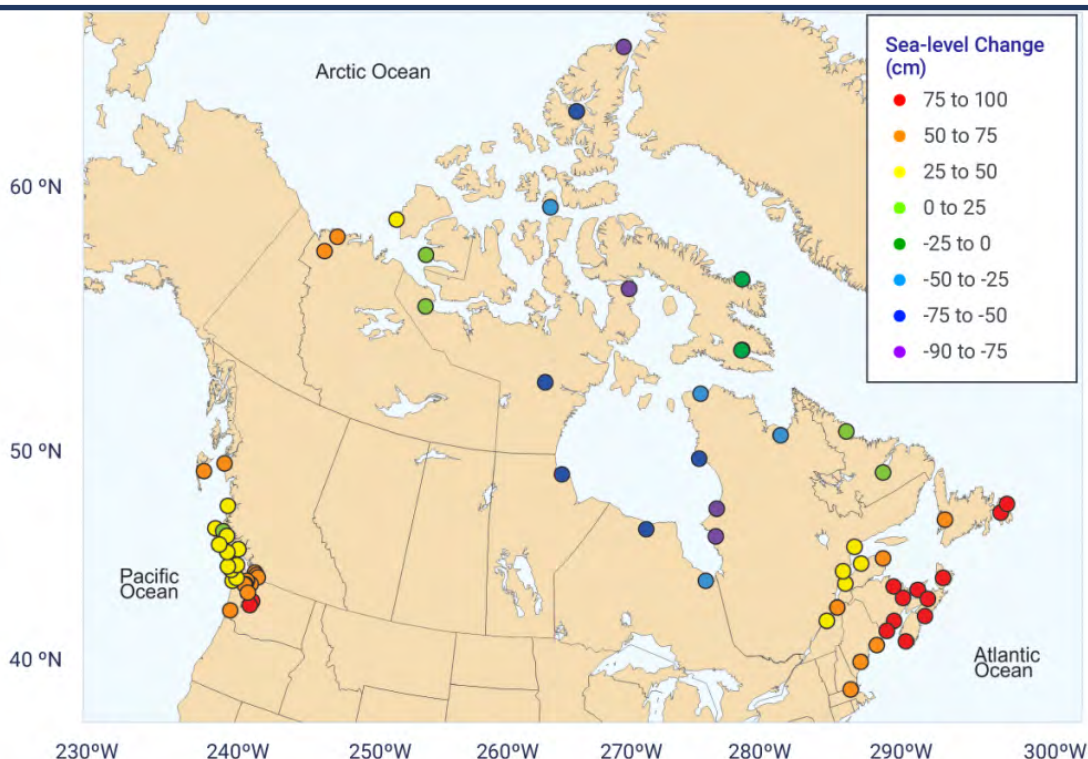 Sea-level Change
(cm)
75 to 100
50 to 75
25 to 50
0 to 25
-25 to 0
-50 to -25
-75 to -50
-90 to -75
Arctic Ocean
60 ºN
50 ºN
Pacific
Ocean
40 ºN
Atlantic
Ocean
230ºW 240ºW 250ºW 260ºW 270ºW 280ºW 290ºW 300ºW